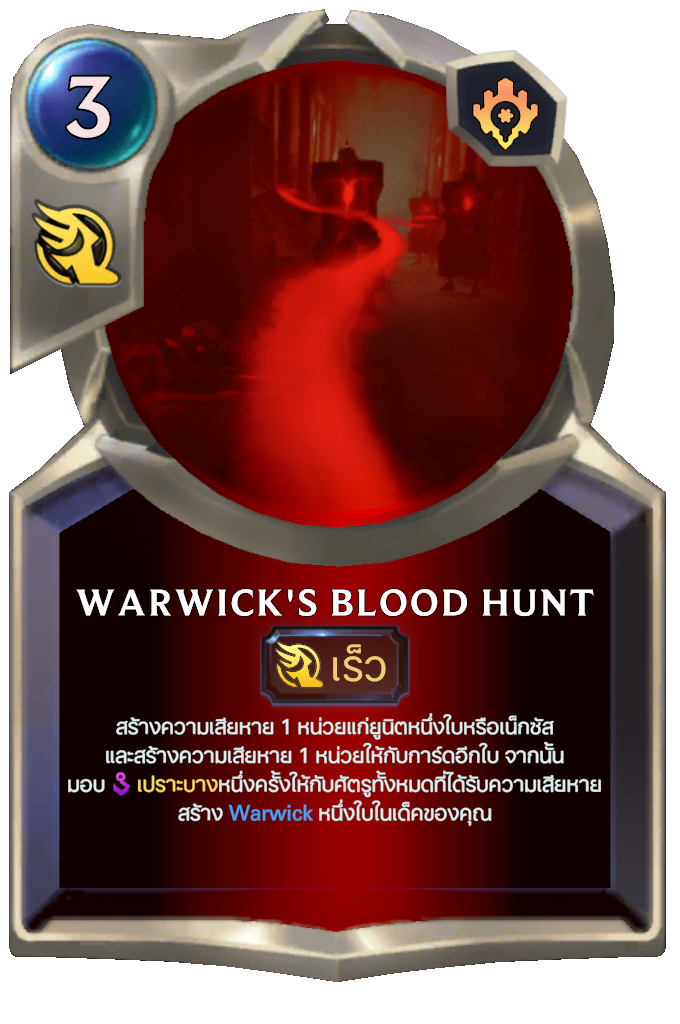 3
WARWICK'S BLOOD HUNT
เร็ว
สร้างความเสียหาย 1 หน่วยแก่ยูนิตหนึ่งใบหรือเน็กซัส
และสร้างความเสียหาย 1 หน่วยให้กับการ์ดอีกใบ จากนั้น
มอบ เปราะบางหนึ่งครั้งให้กับศัตรูทั้งหมดที่ได้รับความเสียหาย
สร้าง Warwick หนึ่งใบในเด็คของคุณ